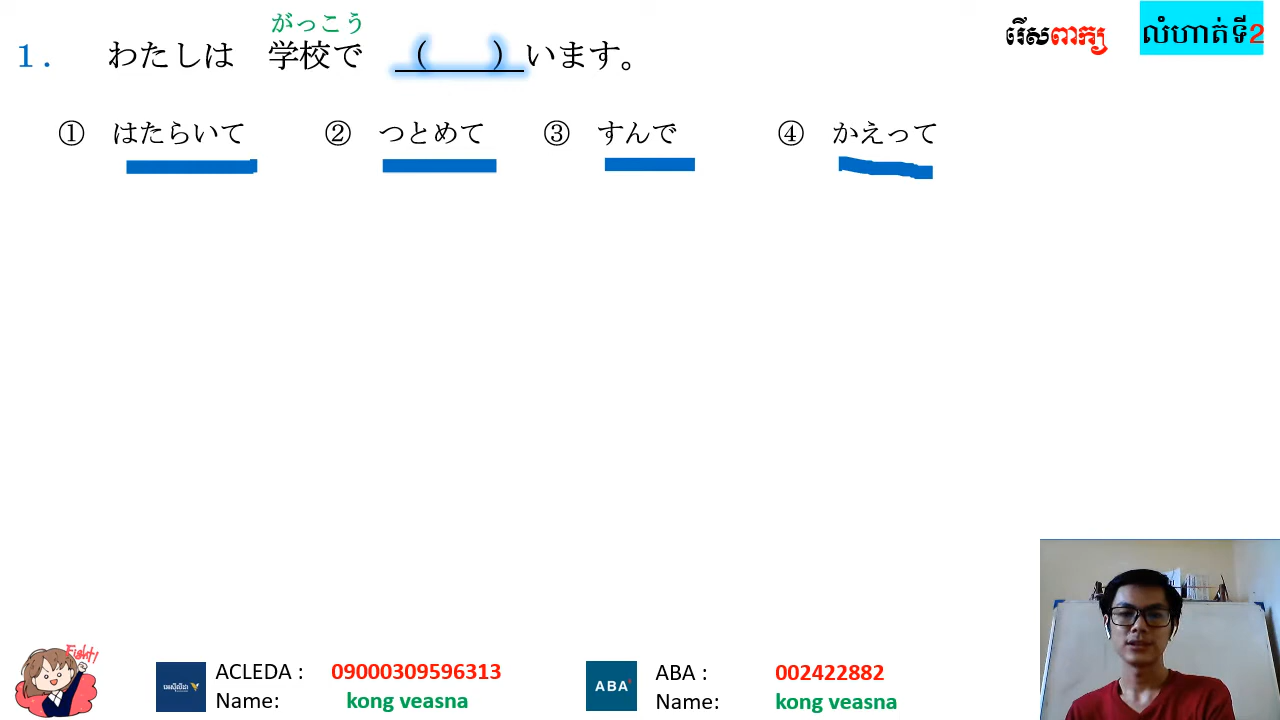 がっこう
1. わたしは 学校で ( )います。
រើសពាក្យ
លំហាត់ទី2
① はたらいて ② つとめて ③ すんで ④ かえって
Fight!
ACLEDA : 09000309596313
Name: kong veasna
ABA
ABA : 002422882
Name: kong veasna